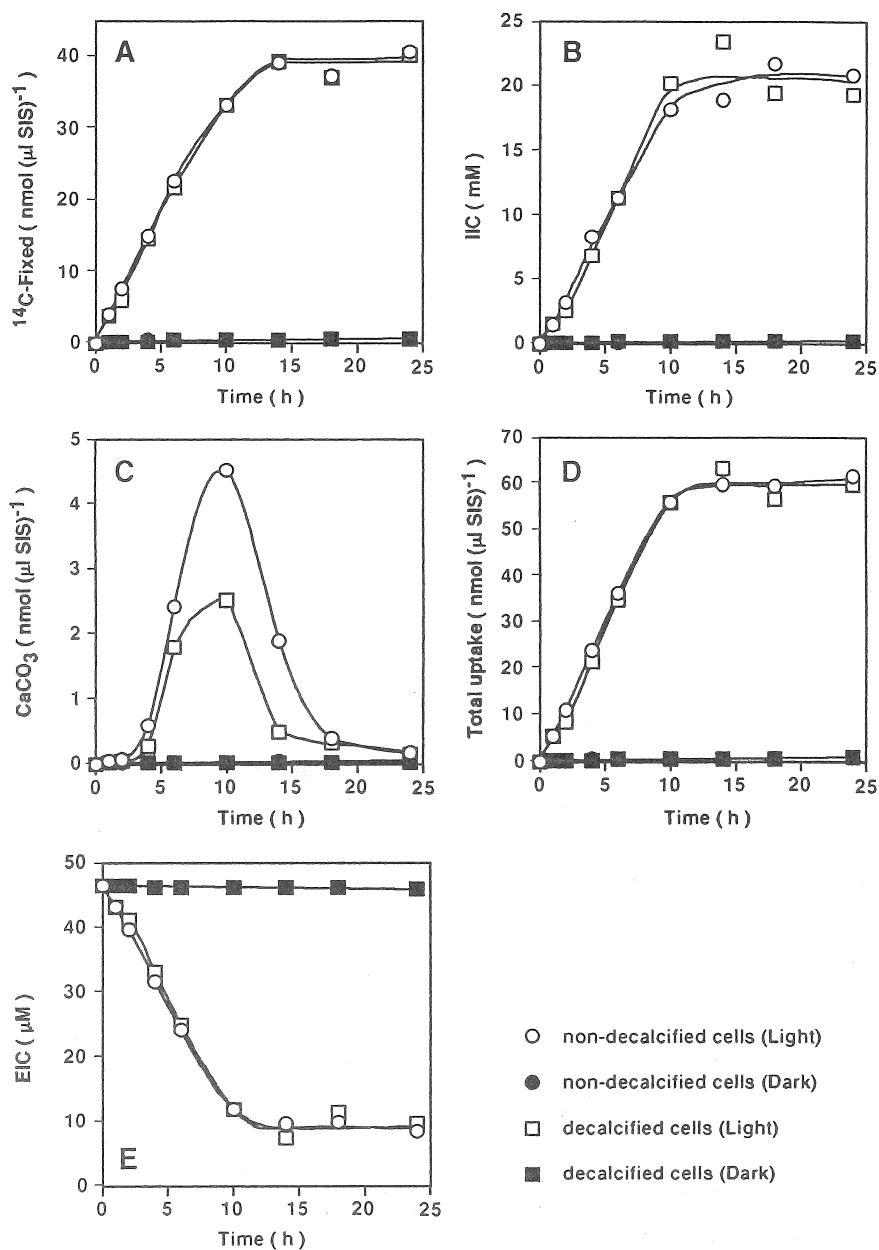 A
¹⁴C-Fixed ( nmol (µl SIS)⁻¹ )
40
30
20
10
0
0 5 10 15 20 25
Time ( h )
B
IIC ( mM )
25
20
15
10
5
0
0 5 10 15 20 25
Time ( h )
C
CaCO₃ ( nmol (µl SIS)⁻¹ )
5
4
3
2
1
0
0 5 10 15 20 25
Time ( h )
D
Total uptake ( nmol (µl SIS)⁻¹ )
70
60
50
40
30
20
10
0
0 5 10 15 20 25
Time ( h )
E
EIC ( µM )
50
40
30
20
10
0
0 5 10 15 20 25
Time ( h )
non-decalcified cells (Light)
non-decalcified cells (Dark)
decalcified cells (Light)
decalcified cells (Dark)